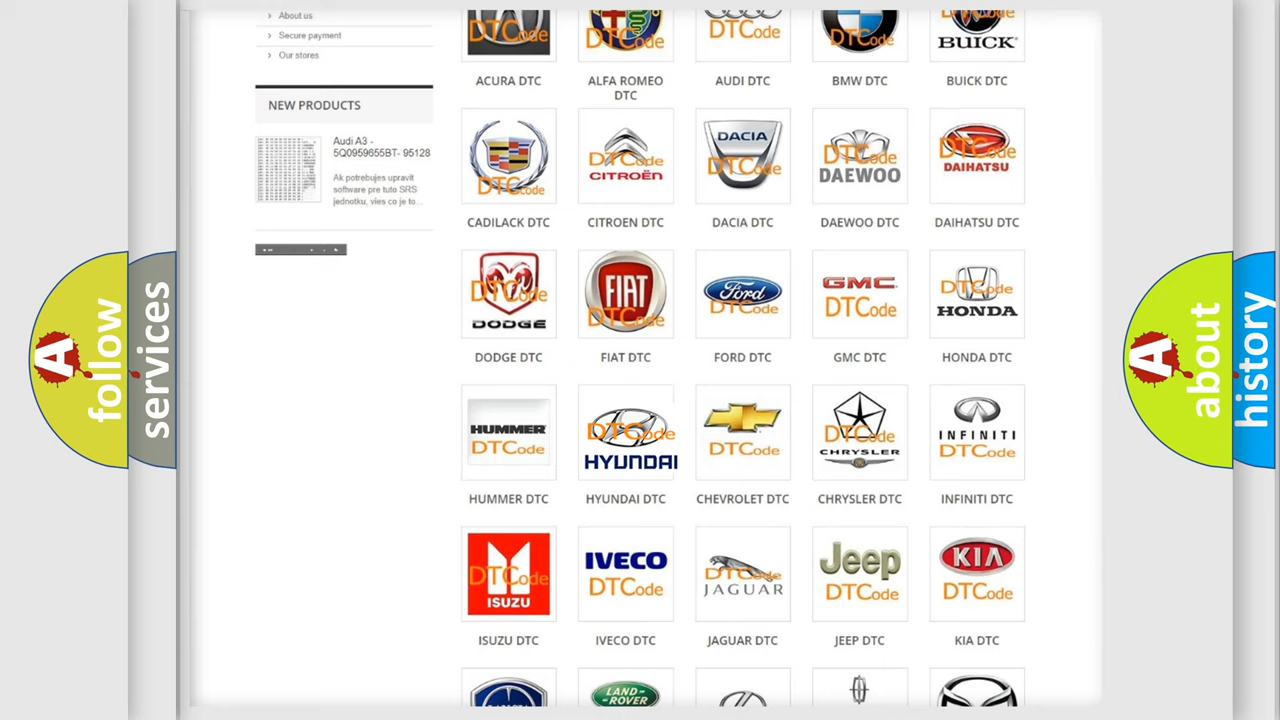 About us
Secure payment
Our stores
NEW PRODUCTS
Audi A3 -
5Q0959655BT- 95128
Ak potrebujes upravit
software pre tuto SRS
jednotku, vies co je to...
DTCode
DTCode
DTCode
DTCode
BUICK
ACURA DTC
ALFA ROMEO
DTC
AUDI DTC
BMW DTC
BUICK DTC
DTCode
DTCode
CITROËN
DACIA
DTCode
DTCode
DAEWOO
DTCode
DAIHATSU
CADILACK DTC
CITROEN DTC
DACIA DTC
DAEWOO DTC
DAIHATSU DTC
DTCode
DODGE
FIAT
DTCode
Ford
DTCode
GMC
DTCode
DTCode
HONDA
DODGE DTC
FIAT DTC
FORD DTC
GMC DTC
HONDA DTC
HUMMER
DTCode
DTCode
HYUNDAI
DTCode
DTCode
CHRYSLER
INFINITI
DTCode
HUMMER DTC
HYUNDAI DTC
CHEVROLET DTC
CHRYSLER DTC
INFINITI DTC
DTCode
ISUZU
IVECO
DTCode
DTCode
JAGUAR
Jeep
DTCode
KIA
DTCode
ISUZU DTC
IVECO DTC
JAGUAR DTC
JEEP DTC
KIA DTC
LAND-
ROVER
A
follow
services
A
about
history